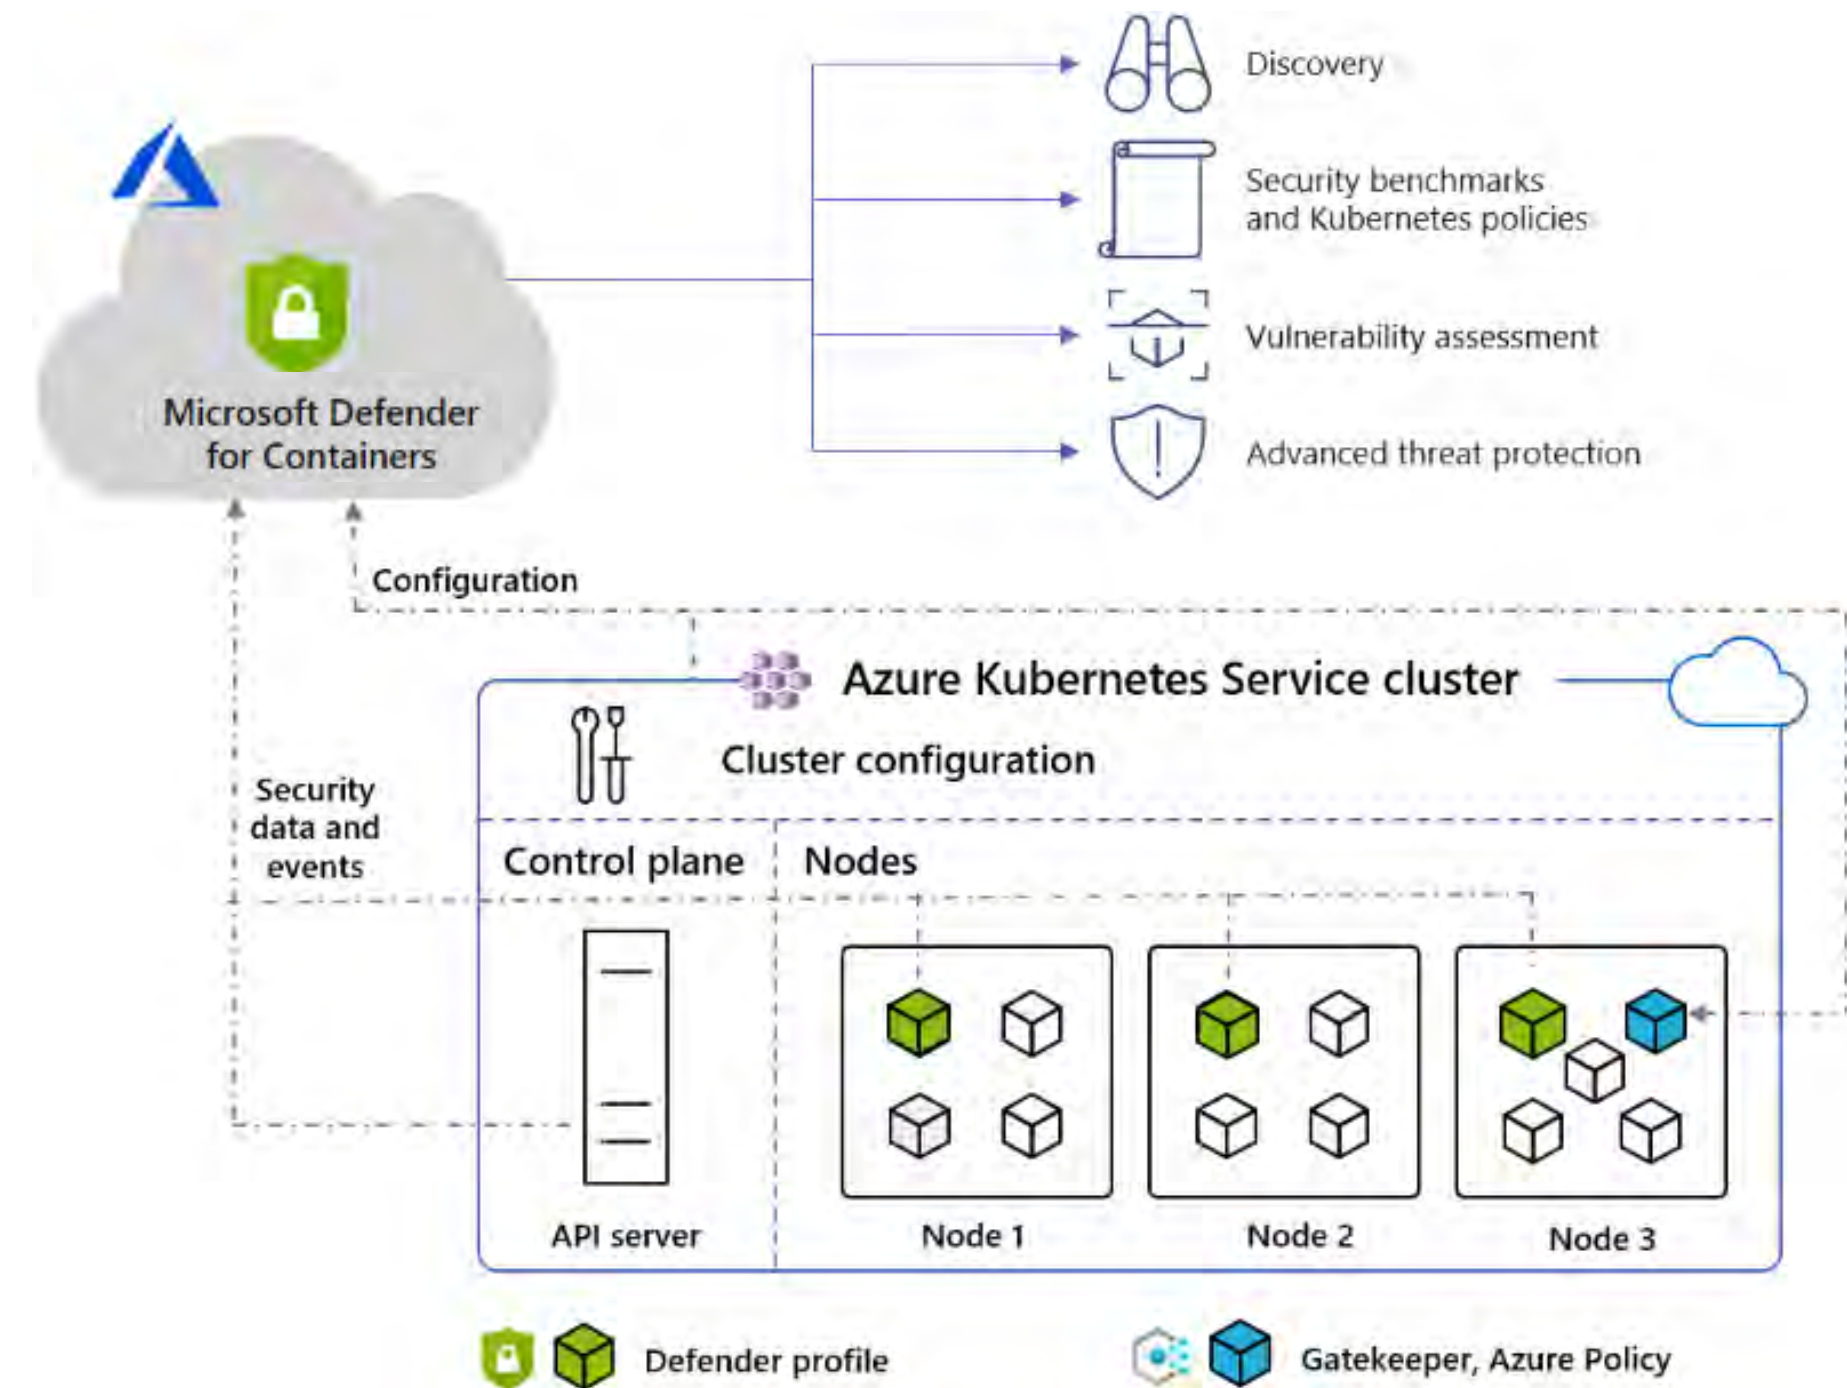 Discovery
Security benchmarks
and Kubernetes policies
Vulnerability assessment
Advanced threat protection
Microsoft Defender
for Containers
Configuration
Azure Kubernetes Service cluster
Cluster configuration
Security
data and
events
Control plane
Nodes
API server
Node 1
Node 2
Node 3
Defender profile
Gatekeeper, Azure Policy